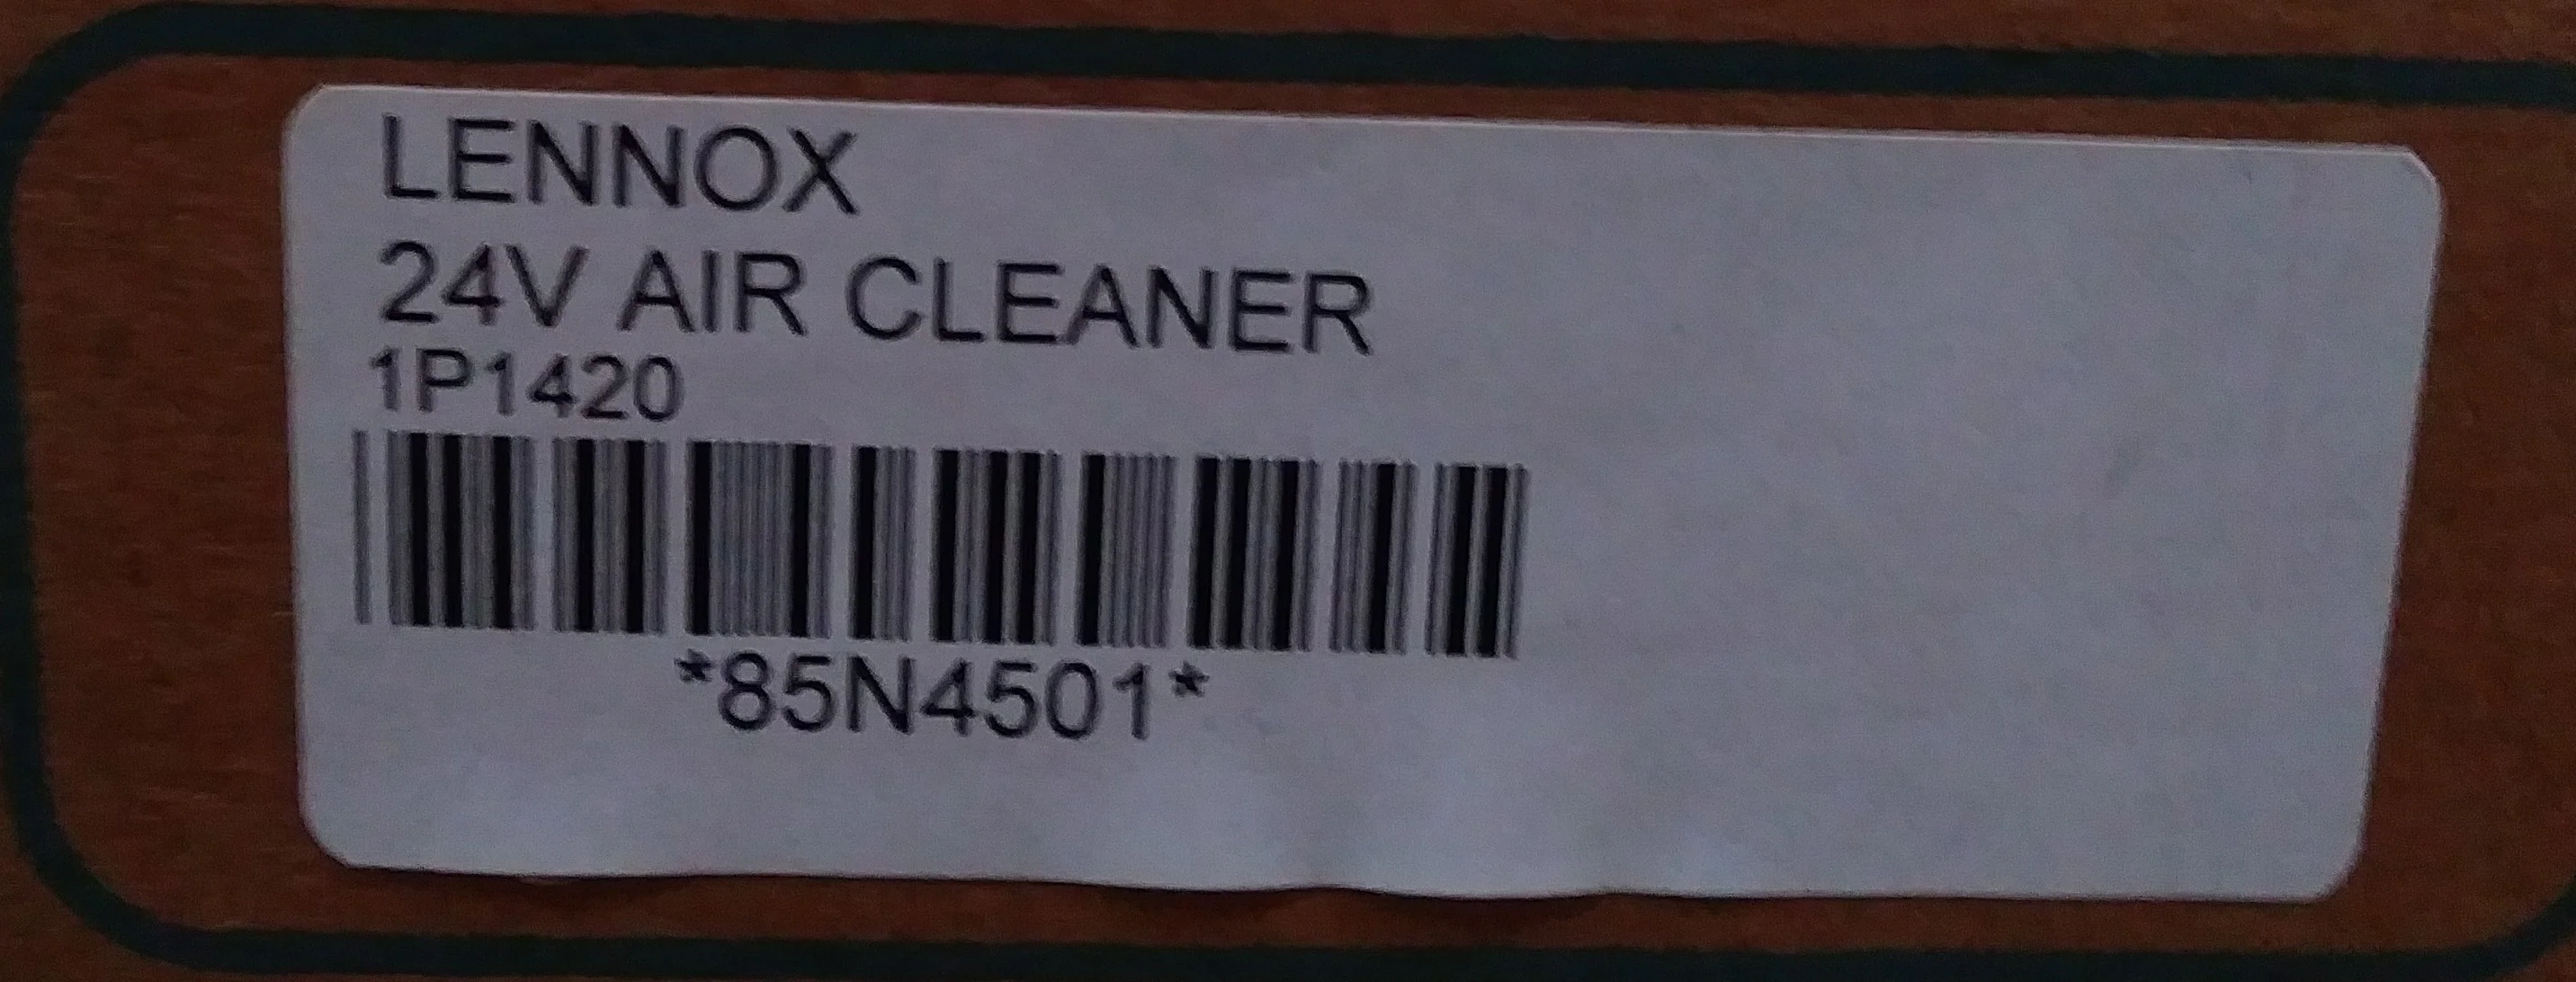 LENNOX
24V AIR CLEANER
1P1420
*85N4501*